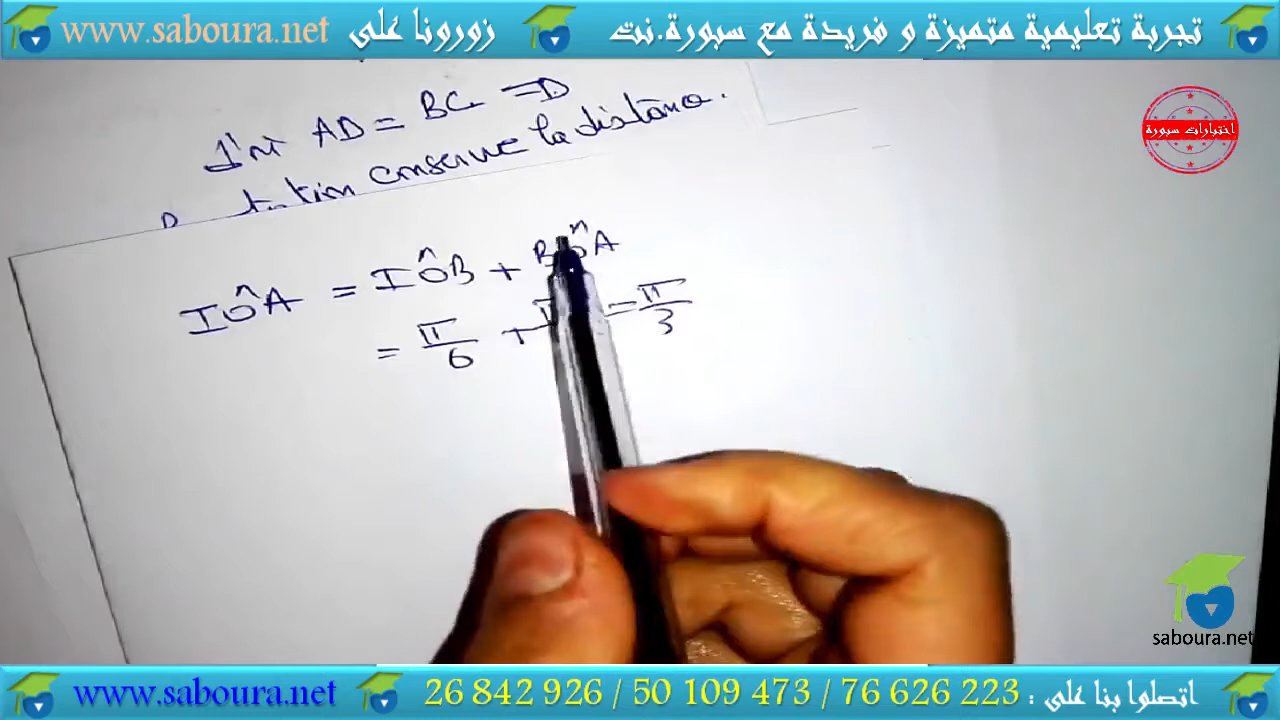 www.saboura.net زورونا على تجربة تعليمية متميزة و فريدة مع سبورة.نت
AD = BC ⇒
conserve la distance.
اختبارات سبورة
IÔA = IÔB + BÔA
= π/6 + = π/3
saboura.net
www.saboura.net 26 842 926 / 50 109 473 / 76 626 223 : اتصلوا بنا على